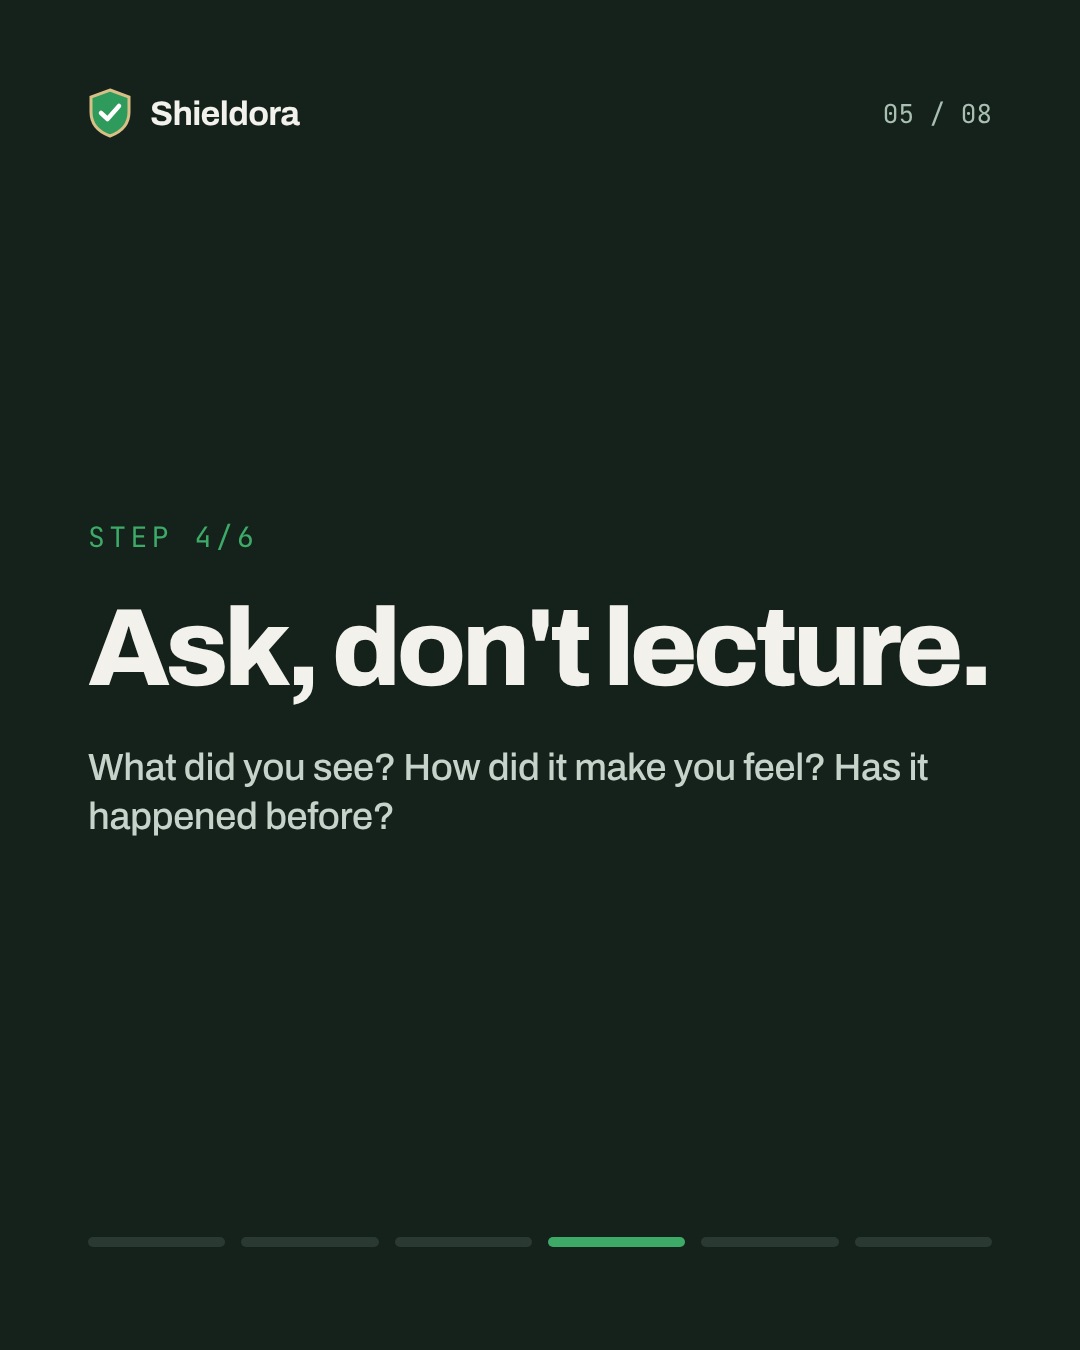 Shieldora
05 / 08
STEP 4/6
Ask, don't lecture.
What did you see? How did it make you feel? Has it
happened before?